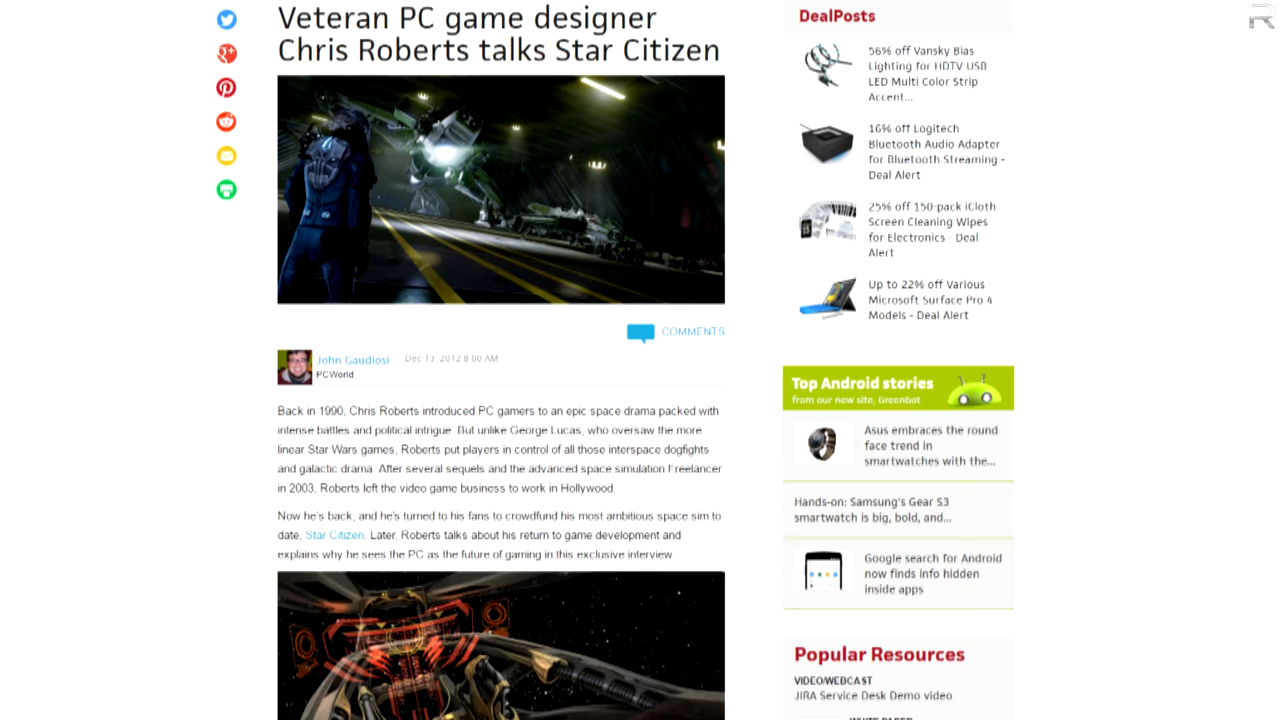 Veteran PC game designer
Chris Roberts talks Star Citizen
COMMENTS
John Gaudiosi Dec 13, 2012 8:00 AM
PCWorld
Back in 1990, Chris Roberts introduced PC gamers to an epic space drama packed with
intense battles and political intrigue. But unlike George Lucas, who oversaw the more
linear Star Wars games, Roberts put players in control of all those interspace dogfights
and galactic drama. After several sequels and the advanced space simulation Freelancer
in 2003, Roberts left the video game business to work in Hollywood.
Now he's back, and he's turned to his fans to crowdfund his most ambitious space sim to
date, Star Citizen. Later, Roberts talks about his return to game development and
explains why he sees the PC as the future of gaming in this exclusive interview
DealPosts
56% off Vansky Bias
Lighting for HDTV USB
LED Multi Color Strip
Accent...
16% off Logitech
Bluetooth Audio Adapter
for Bluetooth Streaming -
Deal Alert
25% off 150-pack iCloth
Screen Cleaning Wipes
for Electronics - Deal
Alert
Up to 22% off Various
Microsoft Surface Pro 4
Models - Deal Alert
Top Android stories
from our new site, Greenbot
Asus embraces the round
face trend in
smartwatches with the...
Hands-on: Samsung's Gear S3
smartwatch is big, bold, and...
Google search for Android
now finds info hidden
inside apps
Popular Resources
VIDEO/WEBCAST
JIRA Service Desk Demo video
WHITE PAPER